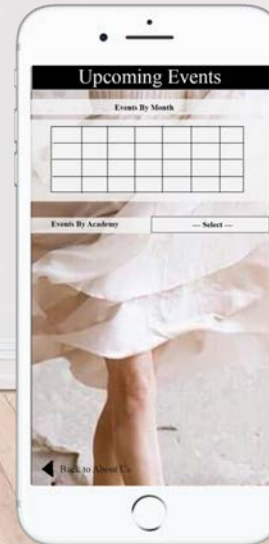 Upcoming Events
Events By Month
Events By Academy
— Select —
Back to About Us